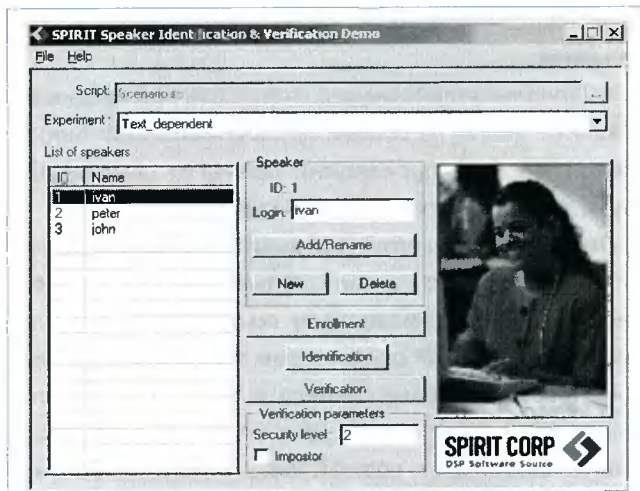 SPIRIT Speaker Identification & Verification Demo
File Help
Script:
Experiment: Text_dependent
List of speakers
ID Name
1 ivan
2 peter
3 john
Speaker
ID: 1
Login: ivan
Add/Rename
New Delete
Enrollment
Identification
Verification
Verification parameters
Security level: 2
Impostor
SPIRIT CORP
DSP Software Source